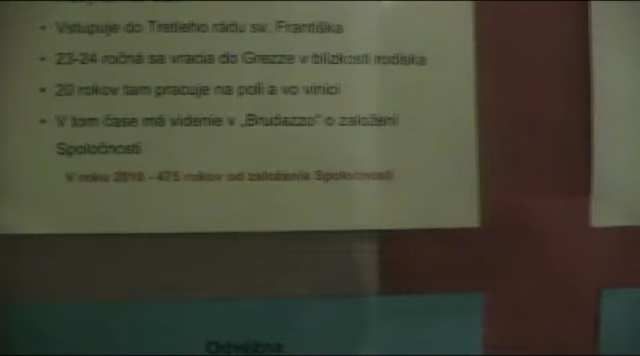 • Vstupuje do Tretieho rádu sv. Františka
• 23-24 ročná sa vracia do Grezze v blízkosti rodiska
• 20 rokov tam pracuje na poli a vo vinici
• V tom čase má videnie v „Brudazzo" o založení
Spoločnosti
V roku 2010 - 475 rokov od založenia Spoločnosti
Odvážna